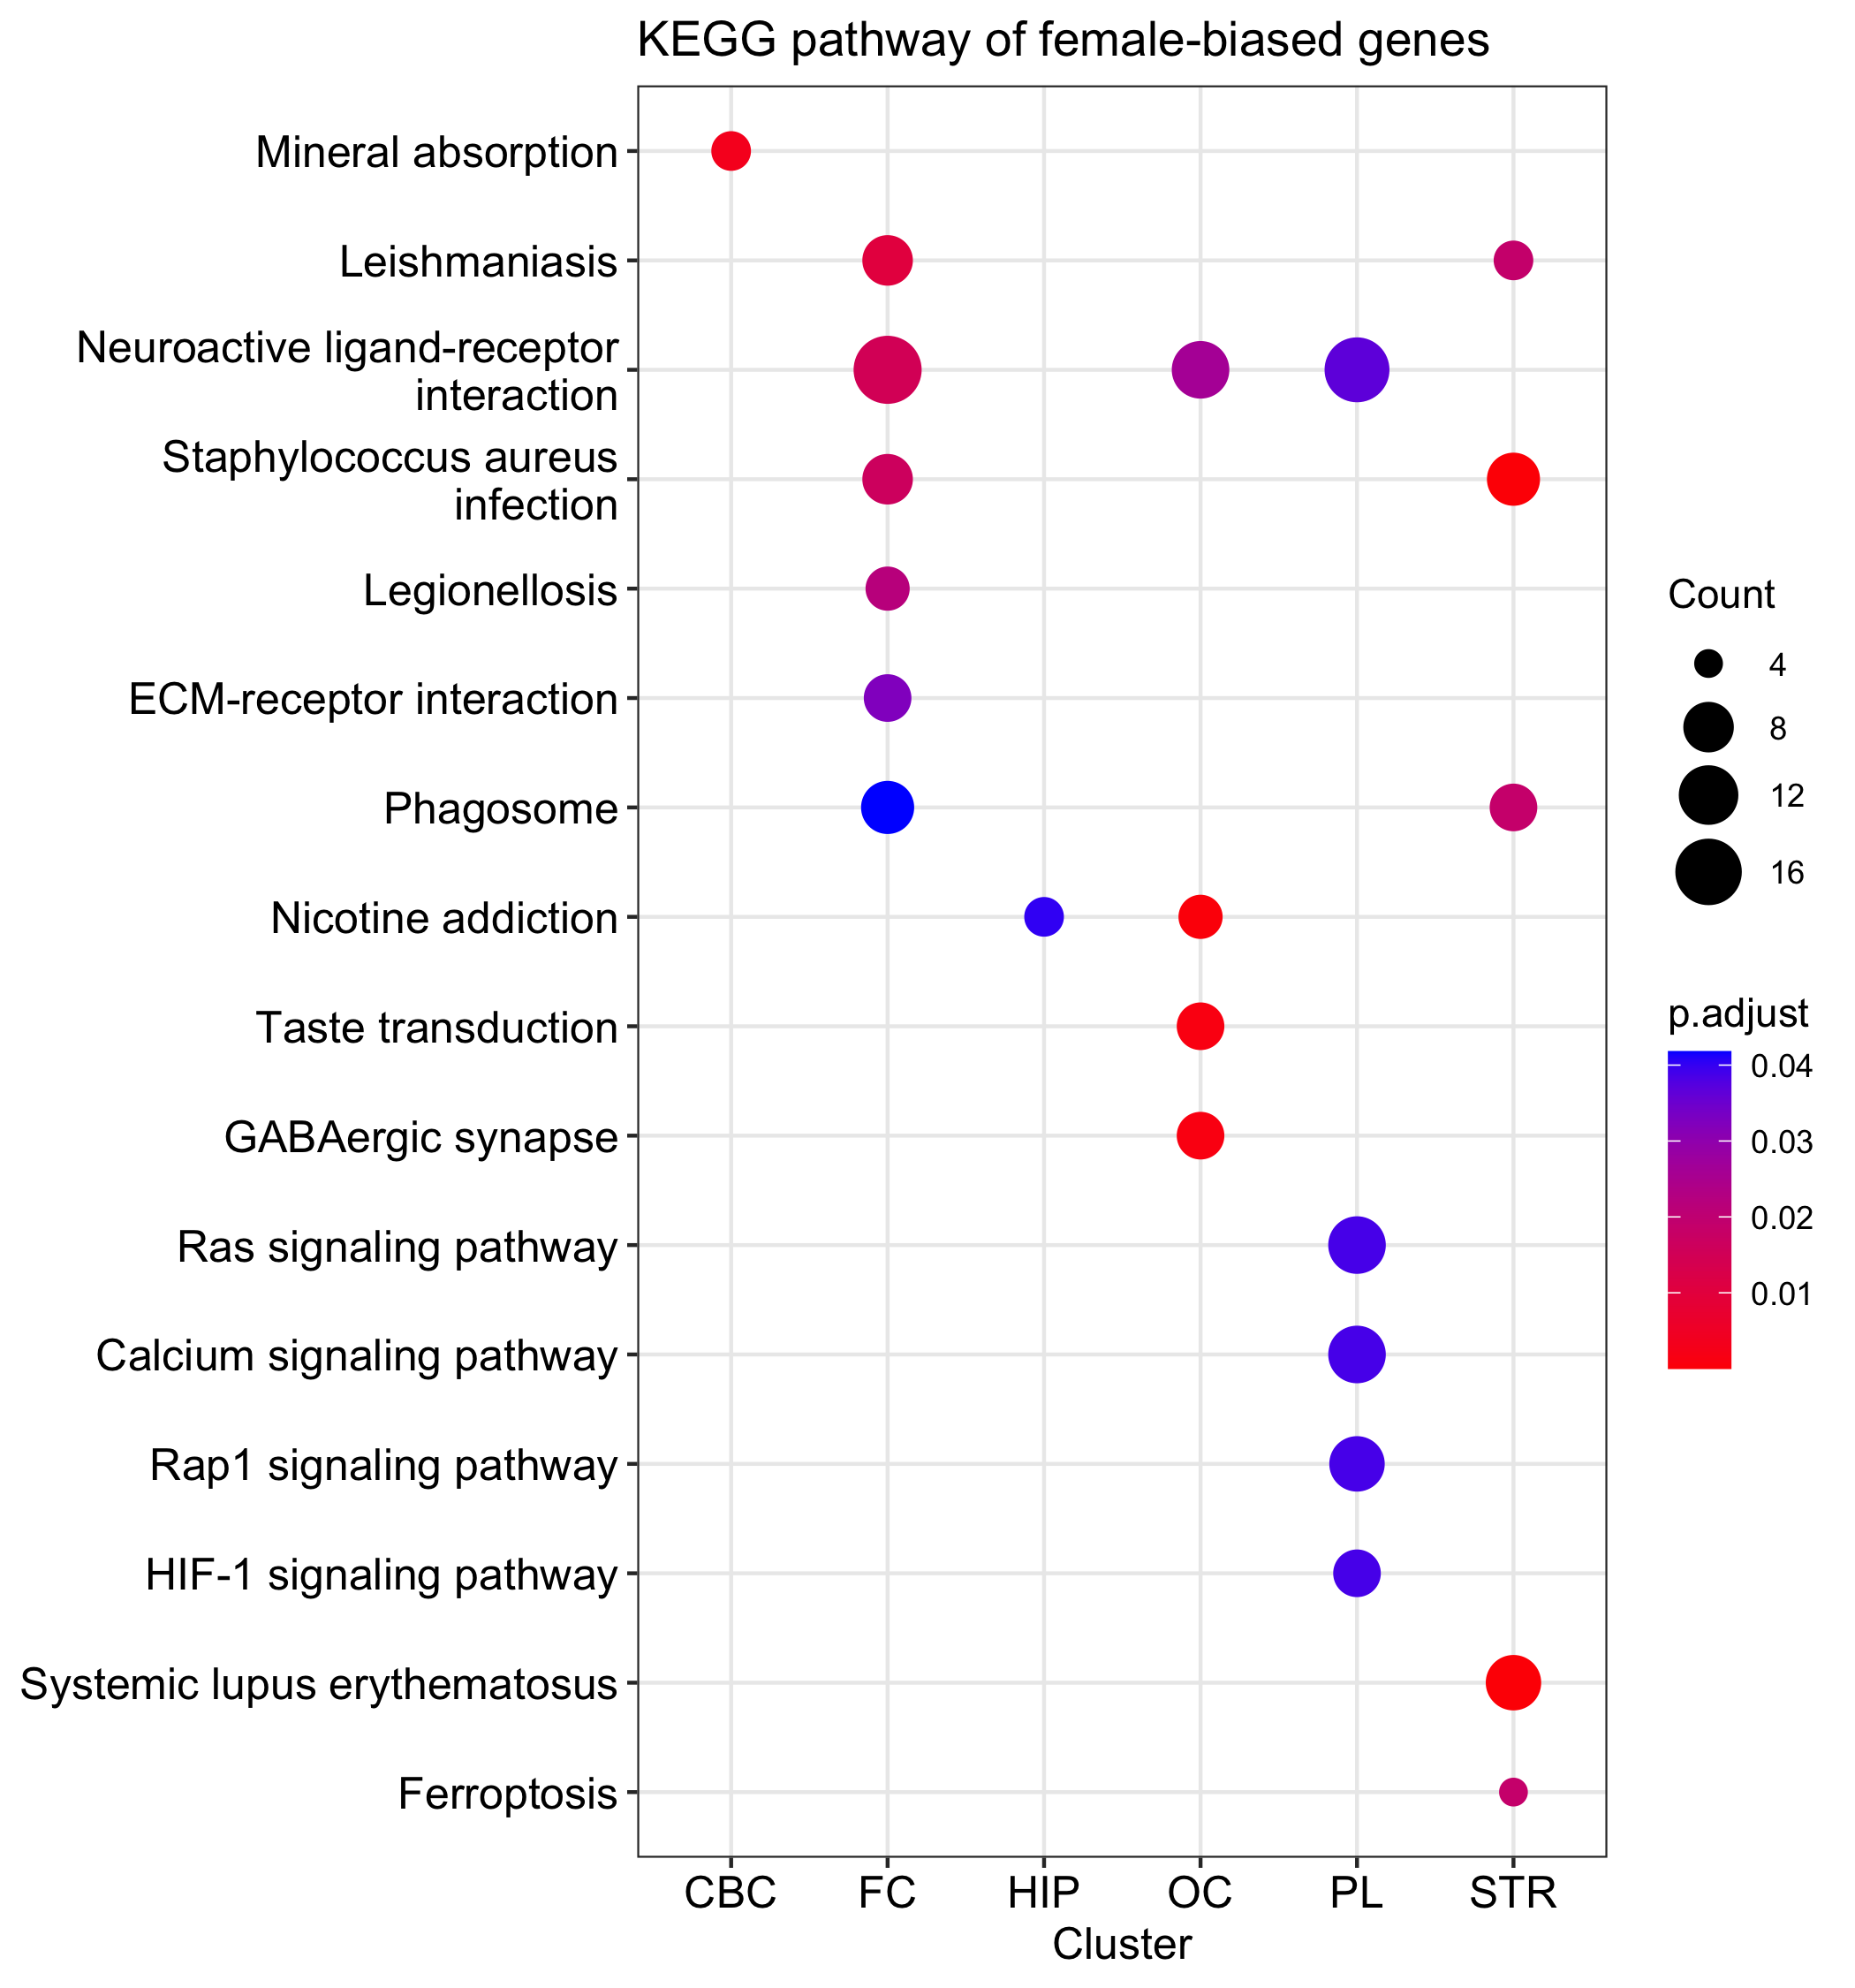 KEGG pathway of female-biased genes
Mineral absorption
Leishmaniasis
Neuroactive ligand-receptor
interaction
Staphylococcus aureus
infection
Legionellosis
ECM-receptor interaction
Phagosome
Nicotine addiction
Taste transduction
GABAergic synapse
Ras signaling pathway
Calcium signaling pathway
Rap1 signaling pathway
HIF-1 signaling pathway
Systemic lupus erythematosus
Ferroptosis
CBC FC HIP OC PL STR
Cluster
Count
4
8
12
16
p.adjust
0.04
0.03
0.02
0.01